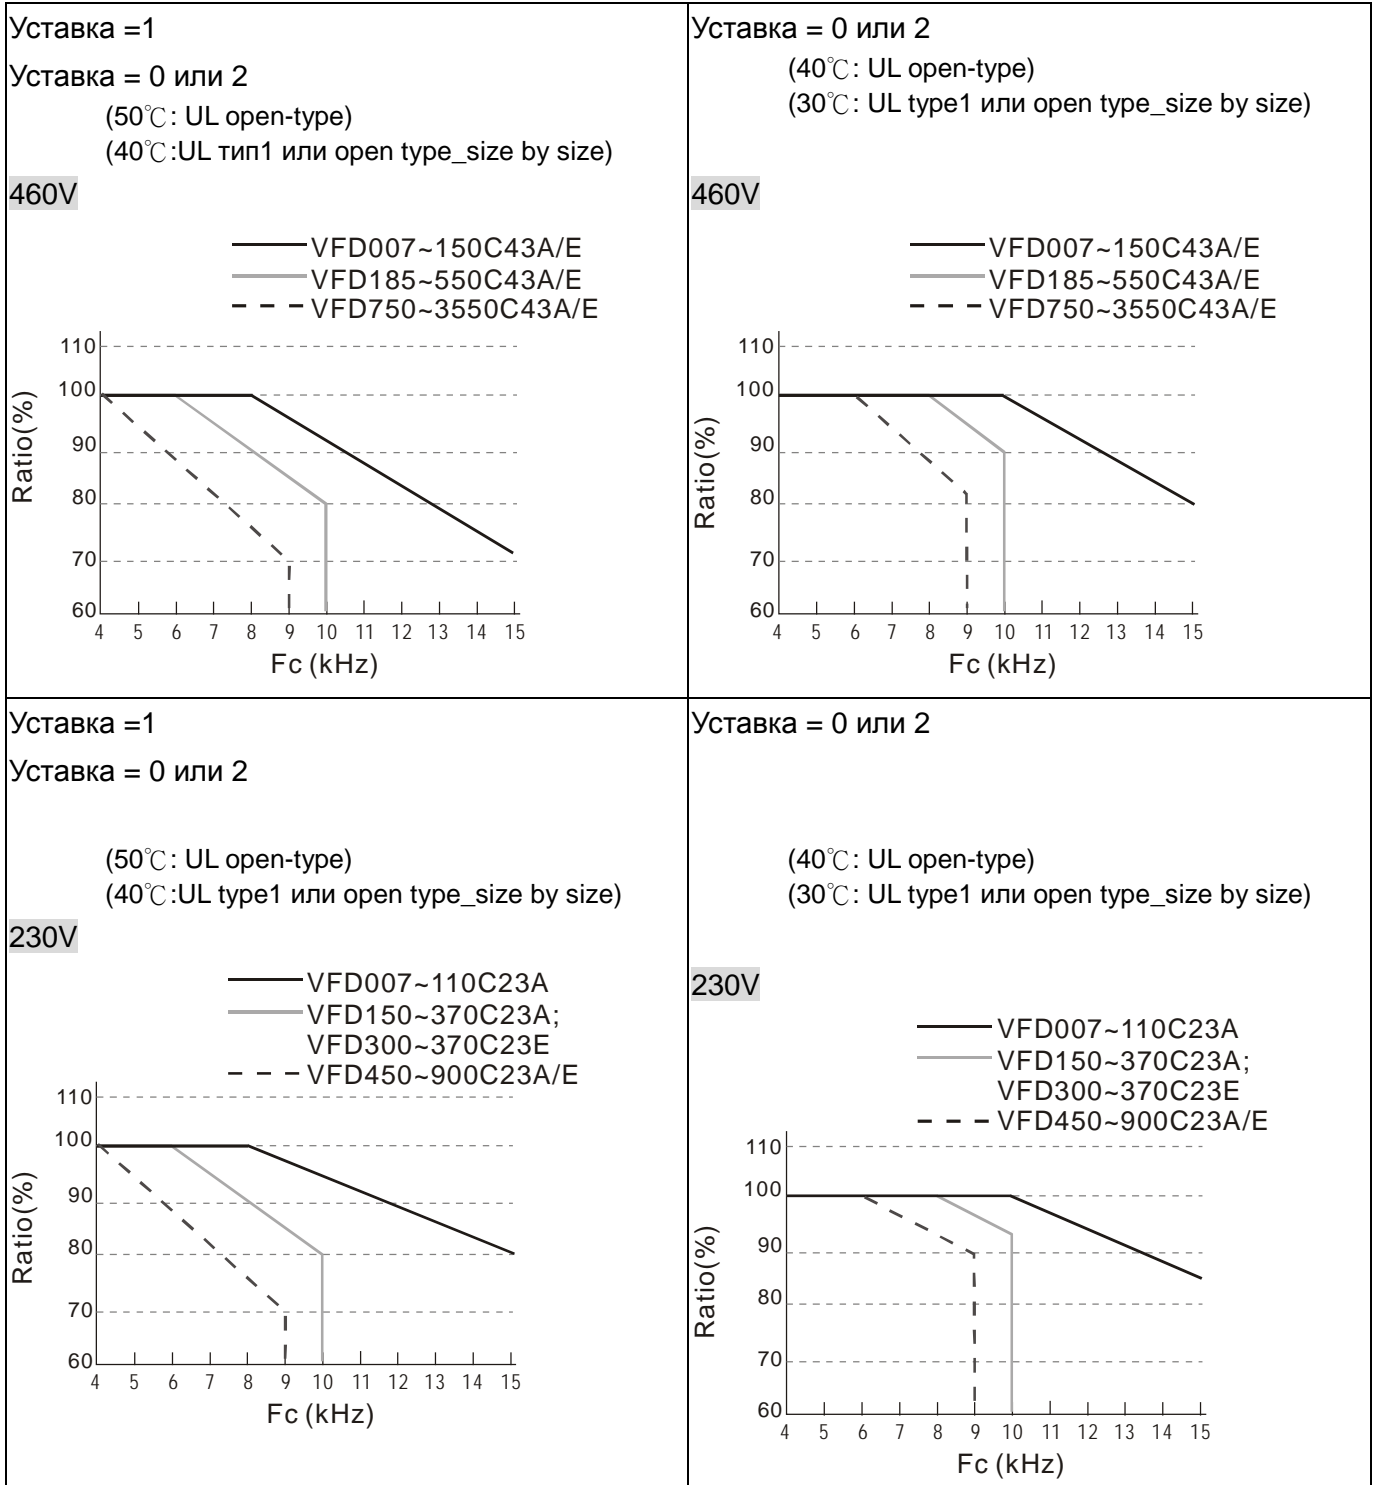 Уставка =1
Уставка = 0 или 2
(50℃: UL open-type)
(40℃:UL тип1 или open type_size by size)
460V
VFD007~150C43A/E
VFD185~550C43A/E
VFD750~3550C43A/E
110
100
90
80
70
60
Ratio(%)
4 5 6 7 8 9 10 11 12 13 14 15
Fc (kHz)
Уставка = 0 или 2
(40℃: UL open-type)
(30℃: UL type1 или open type_size by size)
460V
VFD007~150C43A/E
VFD185~550C43A/E
VFD750~3550C43A/E
110
100
90
80
70
60
Ratio(%)
4 5 6 7 8 9 10 11 12 13 14 15
Fc (kHz)
Уставка =1
Уставка = 0 или 2
(50℃: UL open-type)
(40℃:UL type1 или open type_size by size)
230V
VFD007~110C23A
VFD150~370C23A;
VFD300~370C23E
VFD450~900C23A/E
110
100
90
80
70
60
Ratio(%)
4 5 6 7 8 9 10 11 12 13 14 15
Fc (kHz)
Уставка = 0 или 2
(40℃: UL open-type)
(30℃: UL type1 или open type_size by size)
230V
VFD007~110C23A
VFD150~370C23A;
VFD300~370C23E
VFD450~900C23A/E
110
100
90
80
70
60
Ratio(%)
4 5 6 7 8 9 10 11 12 13 14 15
Fc (kHz)